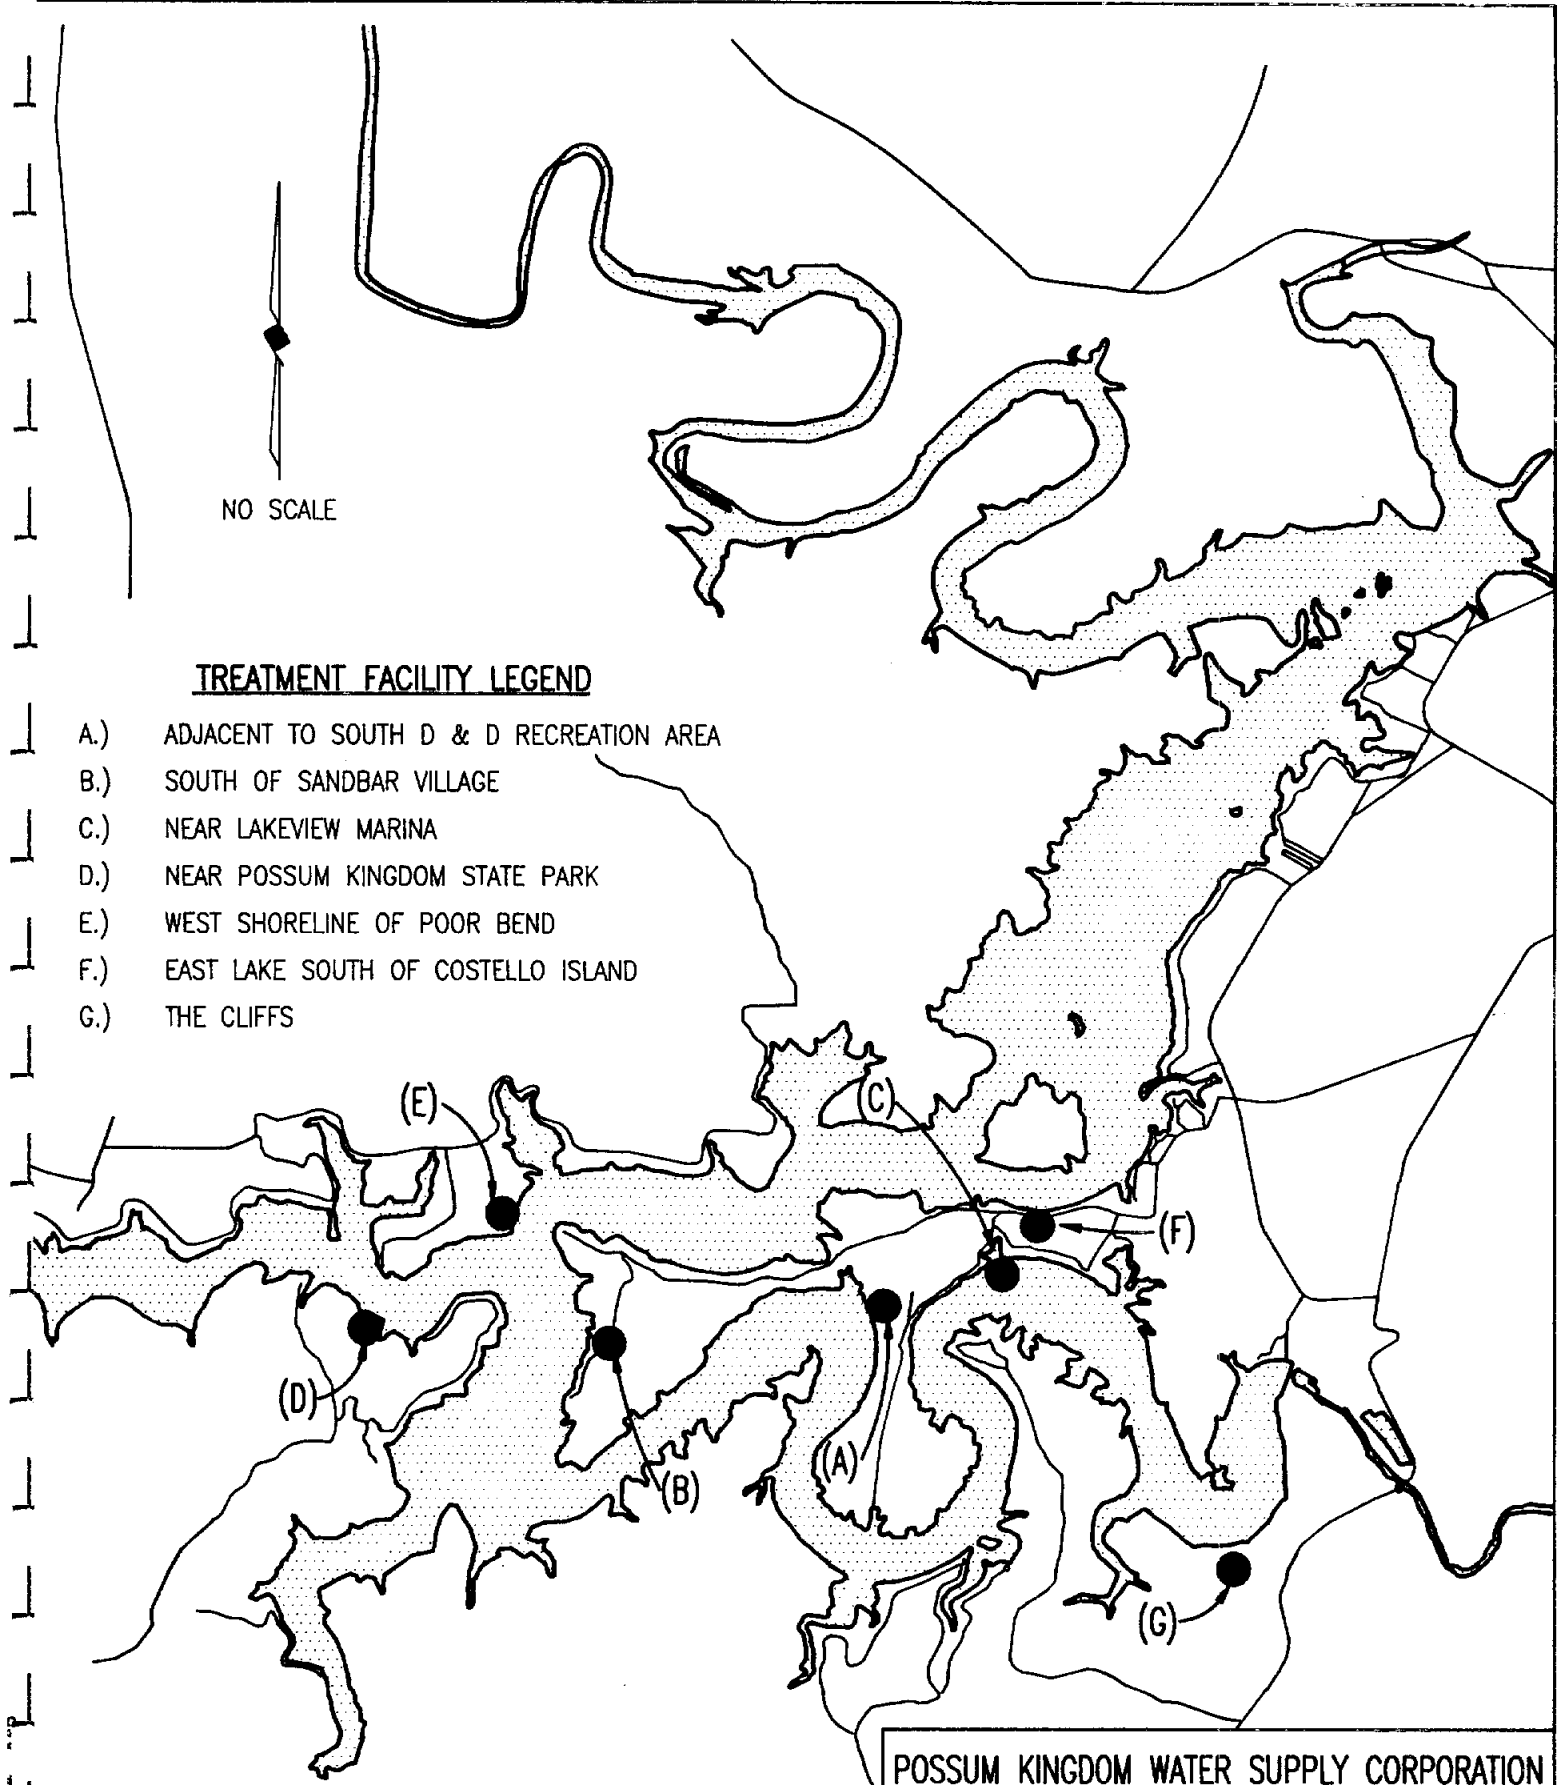 NO SCALE
TREATMENT FACILITY LEGEND
A.) ADJACENT TO SOUTH D & D RECREATION AREA
B.) SOUTH OF SANDBAR VILLAGE
C.) NEAR LAKEVIEW MARINA
D.) NEAR POSSUM KINGDOM STATE PARK
E.) WEST SHORELINE OF POOR BEND
F.) EAST LAKE SOUTH OF COSTELLO ISLAND
G.) THE CLIFFS
(E)
(C)
(F)
(D)
(A)
(B)
(G)
POSSUM KINGDOM WATER SUPPLY CORPORATION